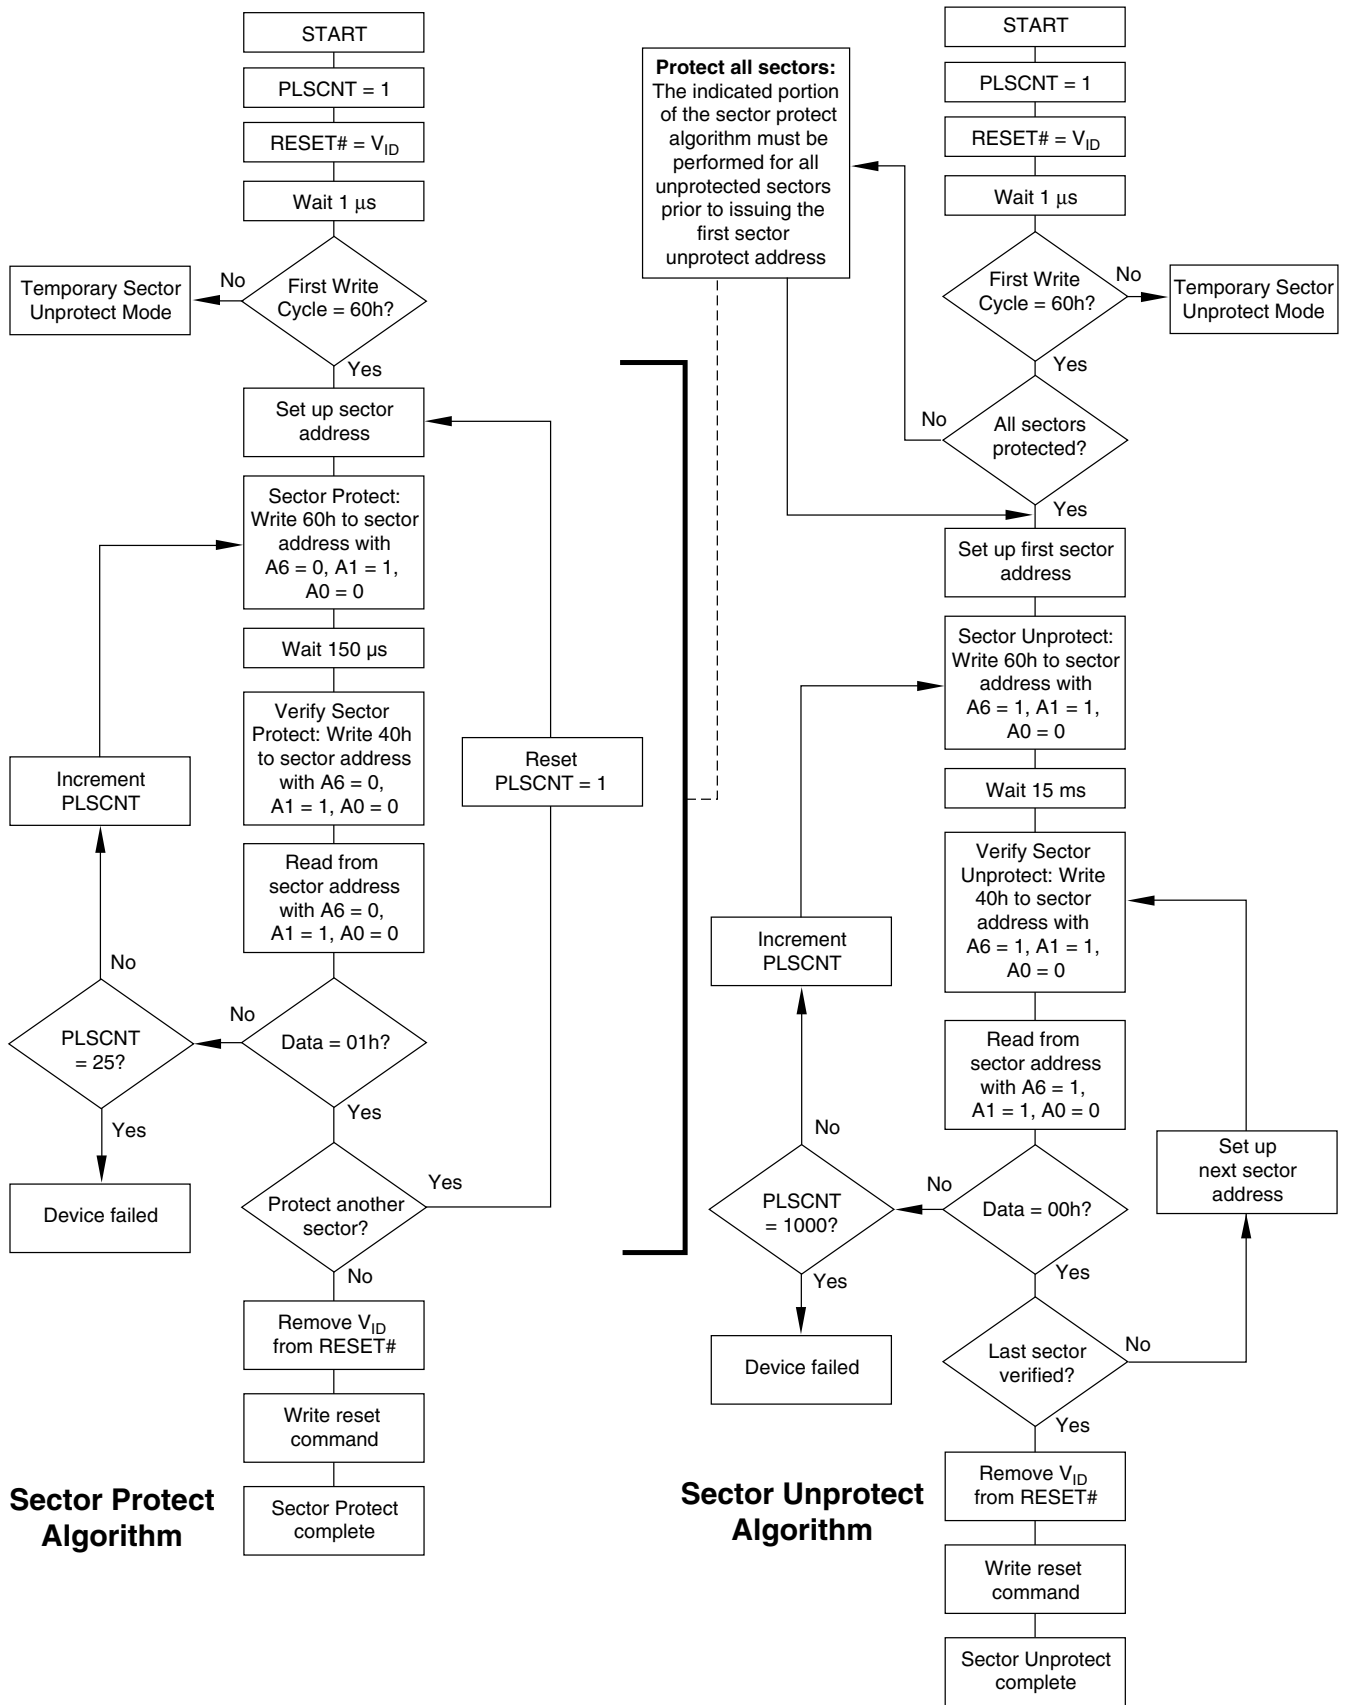 START
PLSCNT = 1
RESET# = VID
Wait 1 μs
No
First Write
Cycle = 60h?
Temporary Sector
Unprotect Mode
Yes
Set up sector
address
Sector Protect:
Write 60h to sector
address with
A6 = 0, A1 = 1,
A0 = 0
Wait 150 µs
Verify Sector
Protect: Write 40h
to sector address
with A6 = 0,
A1 = 1, A0 = 0
Increment
PLSCNT
Reset
PLSCNT = 1
Read from
sector address
with A6 = 0,
A1 = 1, A0 = 0
No
PLSCNT
= 25?
No
Data = 01h?
Yes
Yes
Device failed
Protect another
sector?
Yes
No
Remove VID
from RESET#
Write reset
command
Sector Protect
complete
Sector Protect
Algorithm
Protect all sectors:
The indicated portion
of the sector protect
algorithm must be
performed for all
unprotected sectors
prior to issuing the
first sector
unprotect address
START
PLSCNT = 1
RESET# = VID
Wait 1 μs
First Write
Cycle = 60h?
No
Temporary Sector
Unprotect Mode
Yes
No
All sectors
protected?
Yes
Set up first sector
address
Sector Unprotect:
Write 60h to sector
address with
A6 = 1, A1 = 1,
A0 = 0
Wait 15 ms
Verify Sector
Unprotect: Write
40h to sector
address with
A6 = 1, A1 = 1,
A0 = 0
Increment
PLSCNT
Read from
sector address
with A6 = 1,
A1 = 1, A0 = 0
No
PLSCNT
= 1000?
No
Data = 00h?
Set up
next sector
address
Yes
Yes
Device failed
Last sector
verified?
No
Yes
Remove VID
from RESET#
Write reset
command
Sector Unprotect
complete
Sector Unprotect
Algorithm